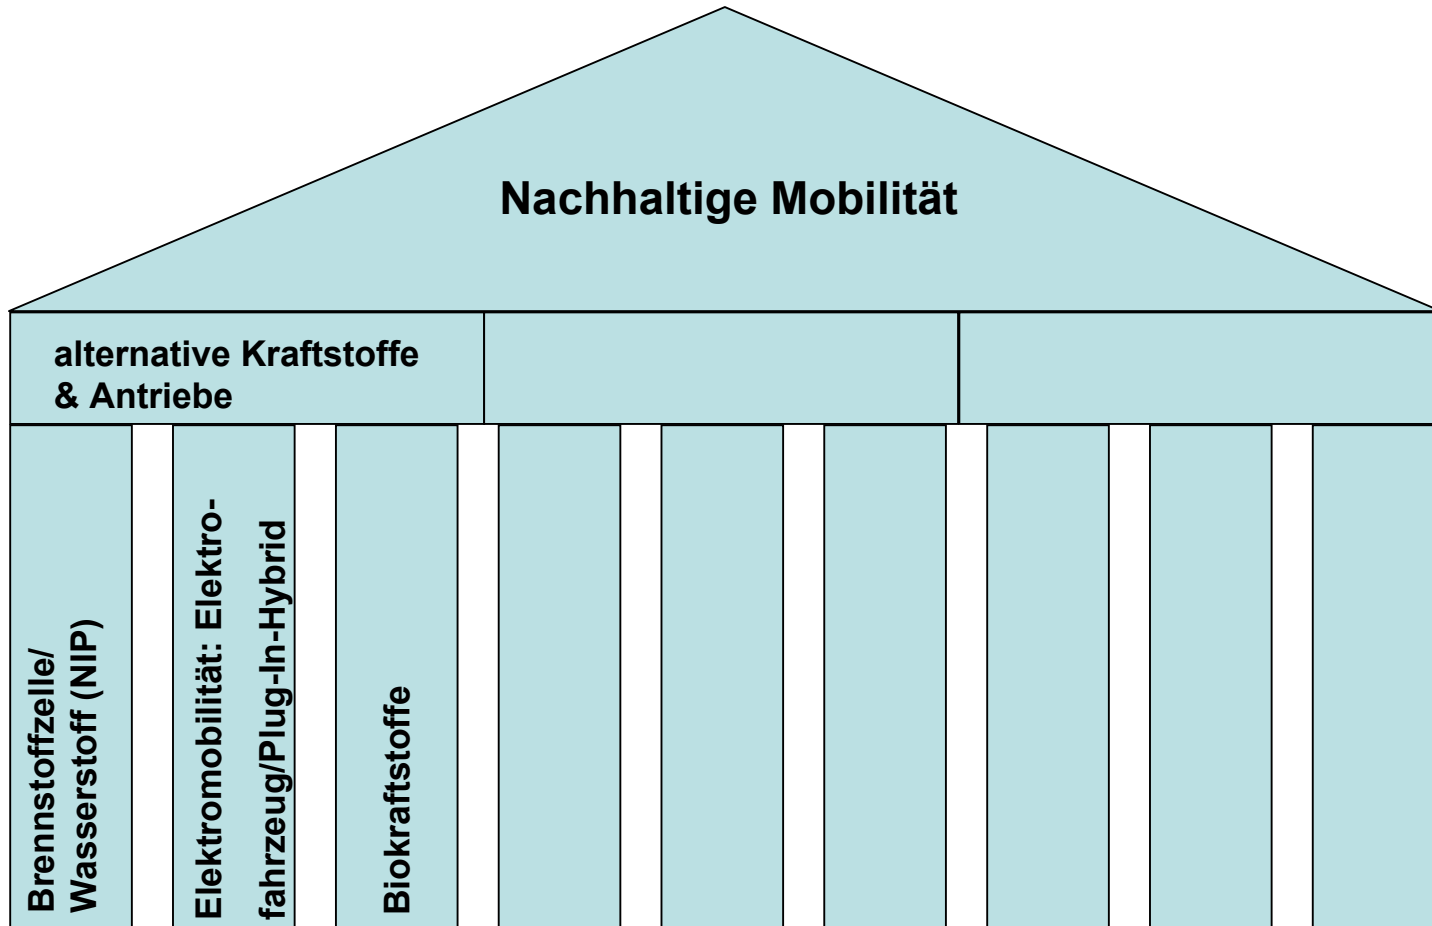 Nachhaltige Mobilität
alternative Kraftstoffe
& Antriebe
Brennstoffzelle/
Wasserstoff (NIP)
Elektromobilität: Elektro-
fahrzeug/Plug-In-Hybrid
Biokraftstoffe